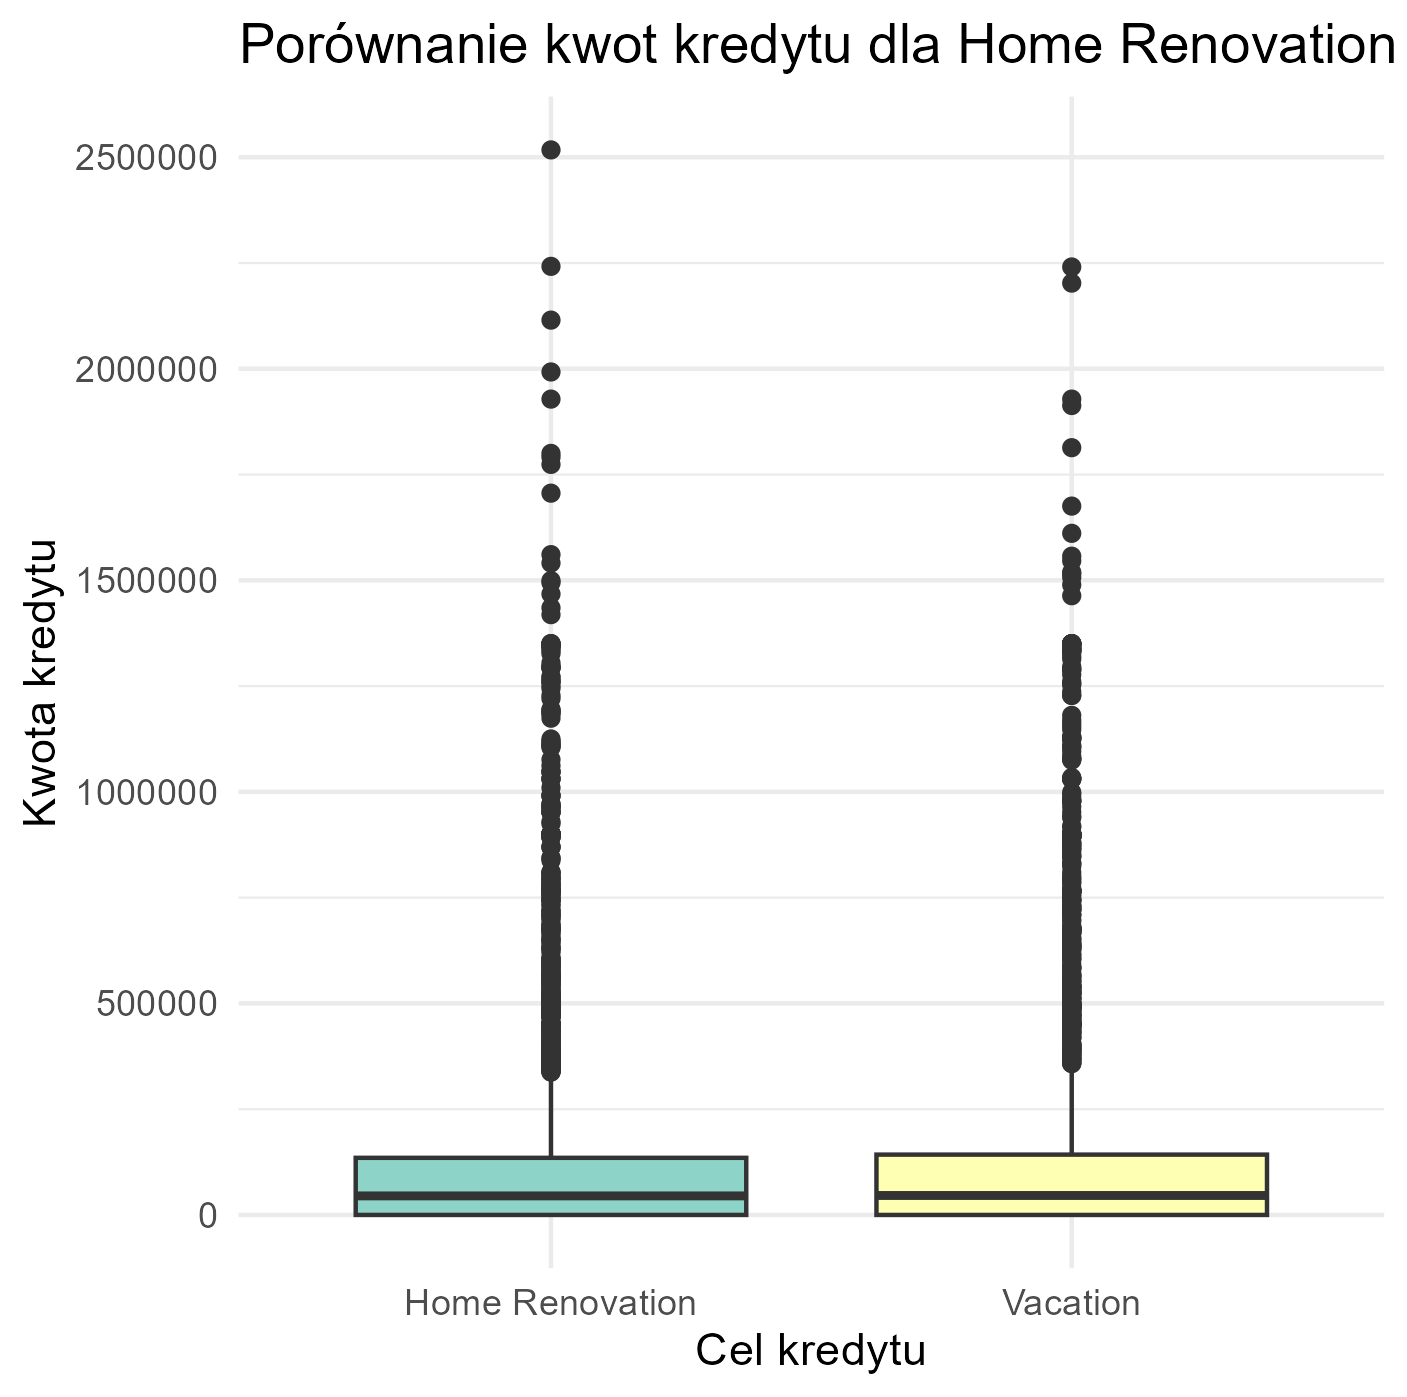 Porównanie kwot kredytu dla Home Renovation
2500000
2000000
1500000
1000000
500000
0
Kwota kredytu
Home Renovation
Vacation
Cel kredytu